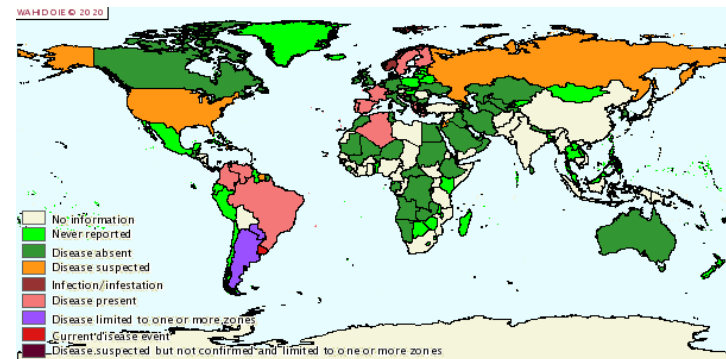 WAHID OIE © 2020
No information
Never reported
Disease absent
Disease suspected
Infection/infestation
Disease present
Disease limited to one or more zones
Current disease event
Disease suspected but not confirmed and limited to one or more zones